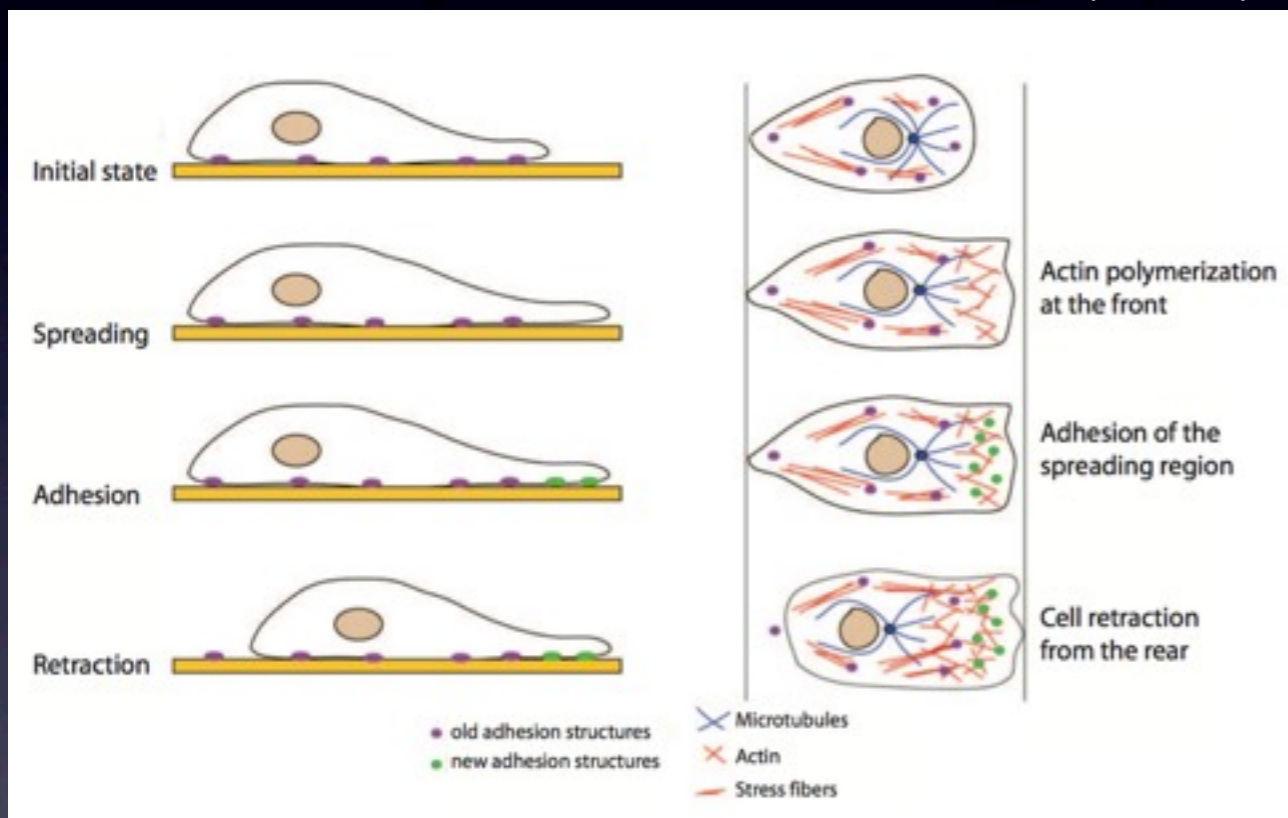 Initial state
Spreading
Actin polymerization
at the front
Adhesion
Adhesion of the
spreading region
Retraction
Cell retraction
from the rear
old adhesion structures
new adhesion structures
Microtubules
Actin
Stress fibers